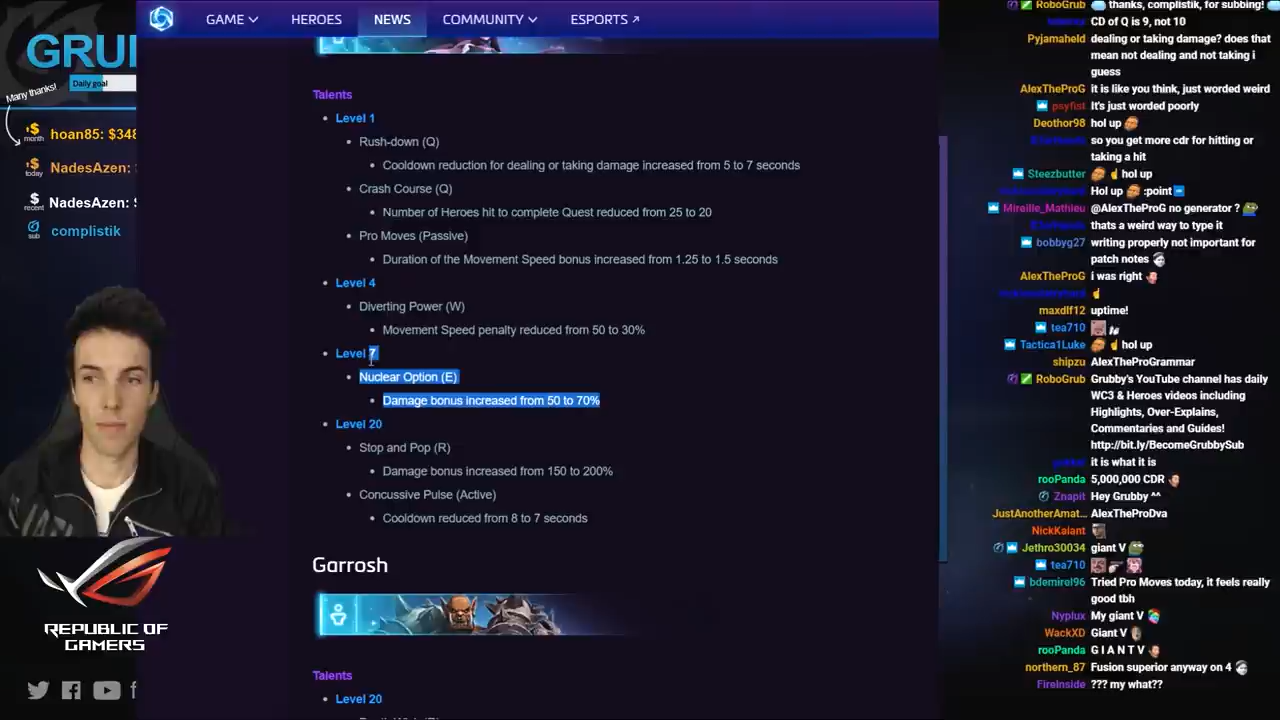 GAME
HEROES
NEWS
COMMUNITY
ESPORTS
GRU
Daily goal
Many thanks!
$ month hoan85: $348
$ today NadesAzen:
$ recent NadesAzen: $
sub complistik
Talents
Level 1
Rush-down (Q)
Cooldown reduction for dealing or taking damage increased from 5 to 7 seconds
Crash Course (Q)
Number of Heroes hit to complete Quest reduced from 25 to 20
Pro Moves (Passive)
Duration of the Movement Speed bonus increased from 1.25 to 1.5 seconds
Level 4
Diverting Power (W)
Movement Speed penalty reduced from 50 to 30%
Level 7
Nuclear Option (E)
Damage bonus increased from 50 to 70%
Level 20
Stop and Pop (R)
Damage bonus increased from 150 to 200%
Concussive Pulse (Active)
Cooldown reduced from 8 to 7 seconds
Garrosh
Talents
Level 20
REPUBLIC OF
GAMERS
RoboGrub thanks, complistik, for subbing!
CD of Q is 9, not 10
Pyjamaheld dealing or taking damage? does that
mean not dealing and not taking i
guess
AlexTheProG it is like you think, just worded weird
psyfist It's just worded poorly
Deothor98 hol up
so you get more cdr for hitting or
taking a hit
Steezbutter hol up
Hol up :point
Mireille_Mathieu @AlexTheProG no generator ?
thats a weird way to type it
bobbyg27 writing properly not important for
patch notes
AlexTheProG i was right
maxdlf12 uptime!
tea710
Tactica1Luke hol up
shipzu AlexTheProGrammar
RoboGrub Grubby's YouTube channel has daily
WC3 & Heroes videos including
Highlights, Over-Explains,
Commentaries and Guides!
http://bit.ly/BecomeGrubbySub
it is what it is
rooPanda 5,000,000 CDR
Znapit Hey Grubby ^^
JustAnotherAmat... AlexTheProDva
NickKalant
Jethro30034 giant V
tea710
bdemirel96 Tried Pro Moves today, it feels really
good tbh
Nyplux My giant V
WackXD Giant V
rooPanda G I A N T V
northern_87 Fusion superior anyway on 4
FireInside ??? my what??